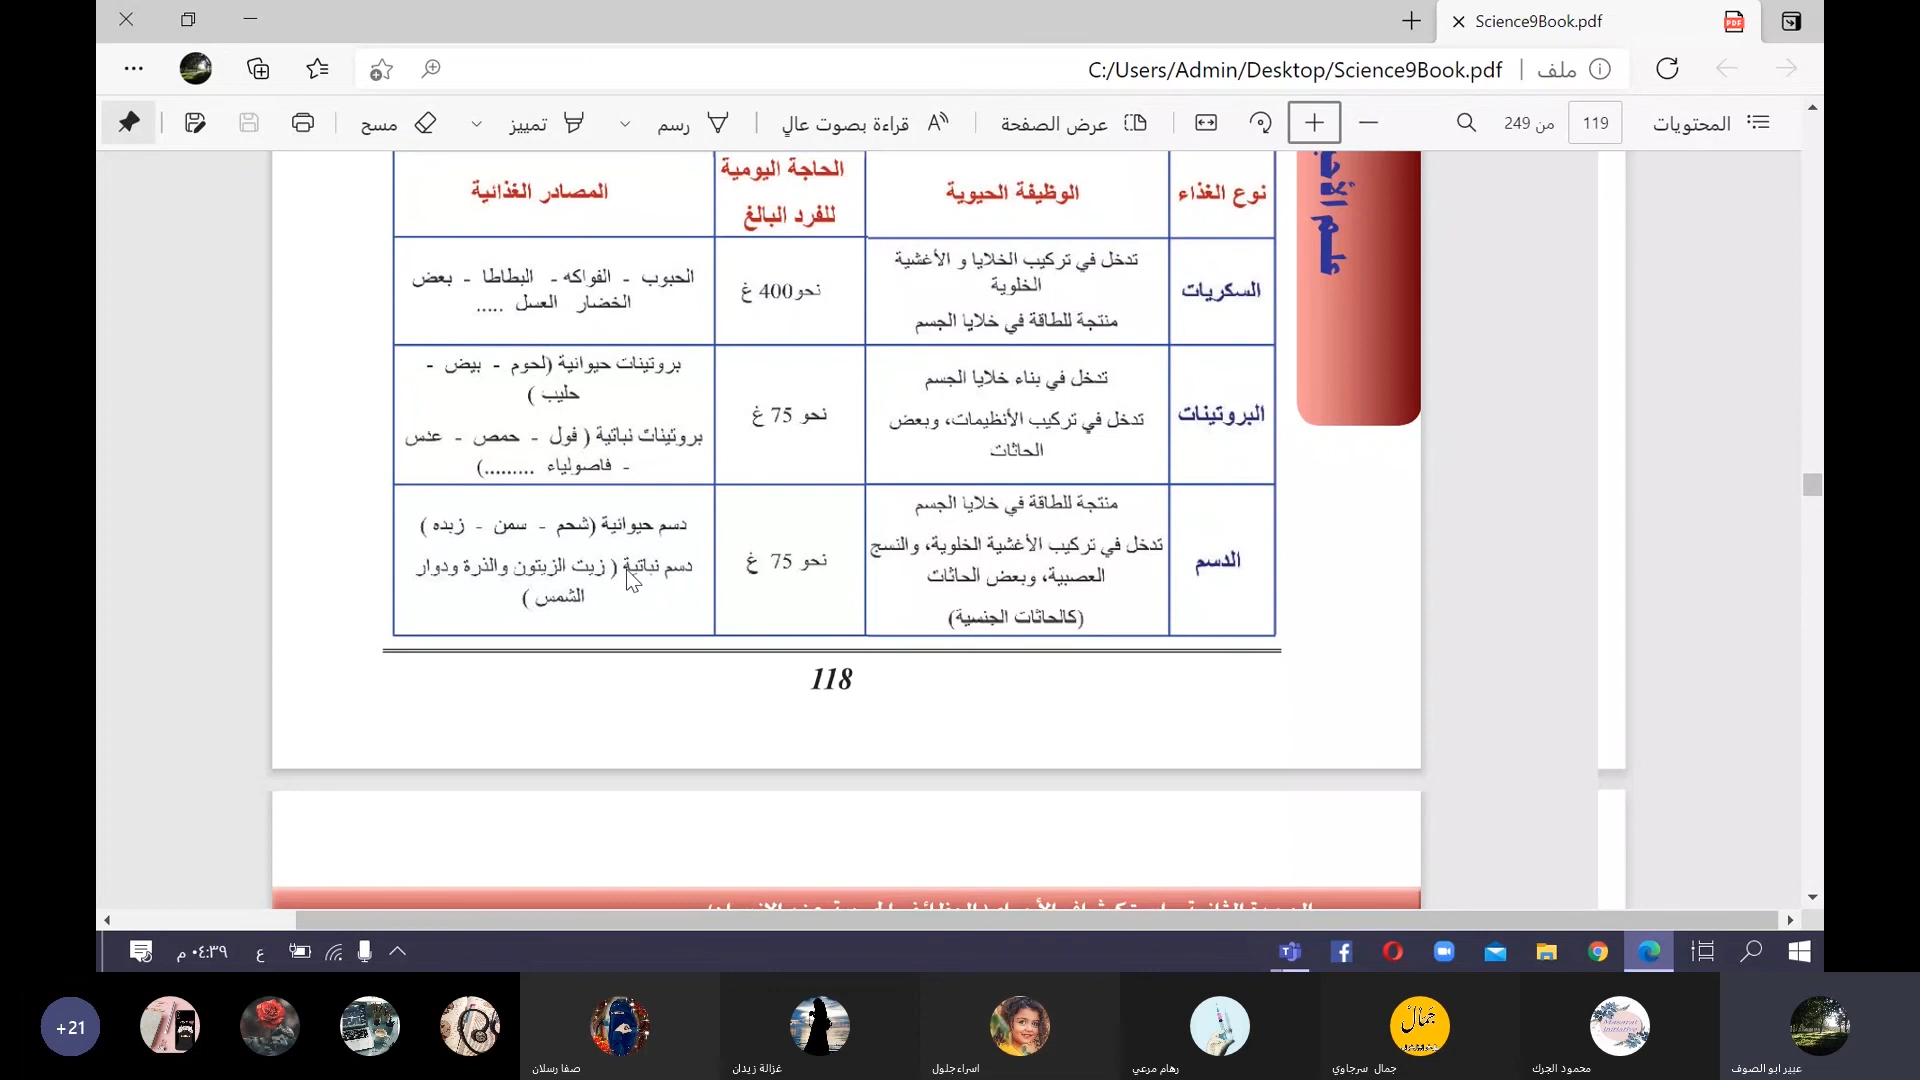 Science9Book.pdf
ملف
C:/Users/Admin/Desktop/Science9Book.pdf
المحتويات
119
من 249
عرض الصفحة
قراءة بصوت عالٍ
رسم
تمييز
مسح
نوع الغذاء
الوظيفة الحيوية
الحاجة اليومية
للفرد البالغ
المصادر الغذائية
السكريات
تدخل في تركيب الخلايا و الأغشية
الخلوية
منتجة للطاقة في خلايا الجسم
نحو400 غ
الحبوب - الفواكه - البطاطا - بعض
الخضار العسل .....
البروتينات
تدخل في بناء خلايا الجسم
تدخل في تركيب الأنظيمات، وبعض
الحاثات
نحو 75 غ
بروتينات حيوانية (لحوم - بيض -
حليب )
بروتينات نباتية ( فول - حمص - عدس
- فاصولياء .........)
الدسم
منتجة للطاقة في خلايا الجسم
تدخل في تركيب الأغشية الخلوية، والنسج
العصبية، وبعض الحاثات
(كالحاثات الجنسية)
نحو 75 غ
دسم حيوانية (شحم - سمن - زبده )
دسم نباتية ( زيت الزيتون والذرة ودوار
الشمس )
118
ع
٠٤:٣٩ م
+21
صفا رسلان
غزالة زيدان
اسراءجلول
رهام مرعي
جمال سرجاوي
محمود الجرك
عبير ابو الصوف